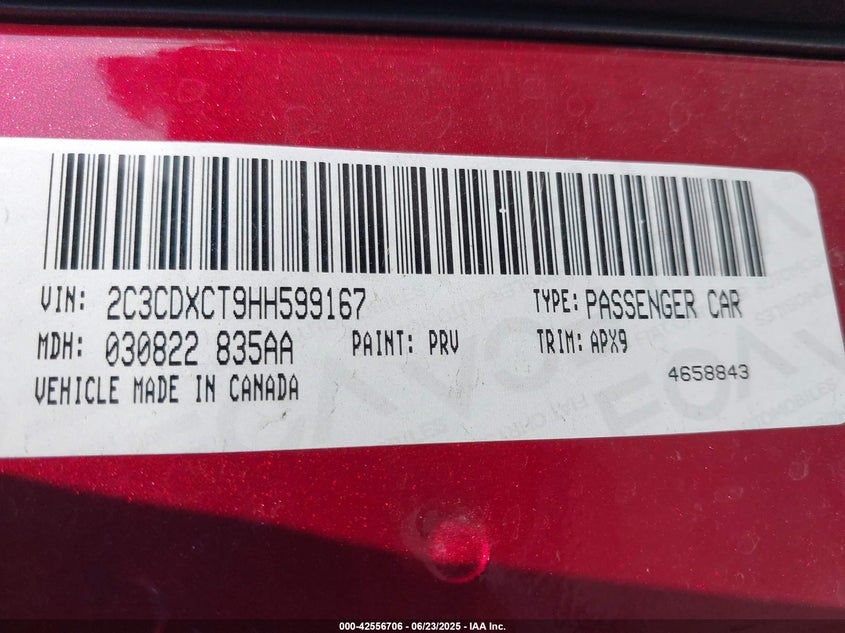 VIN: 2C3CDXCT9HH599167 TYPE: PASSENGER CAR
MDH: 030822 835AA PAINT: PRV TRIM: APX9
VEHICLE MADE IN CANADA 4658843
000-42556706 | 06/23/2025 | IAA Inc.